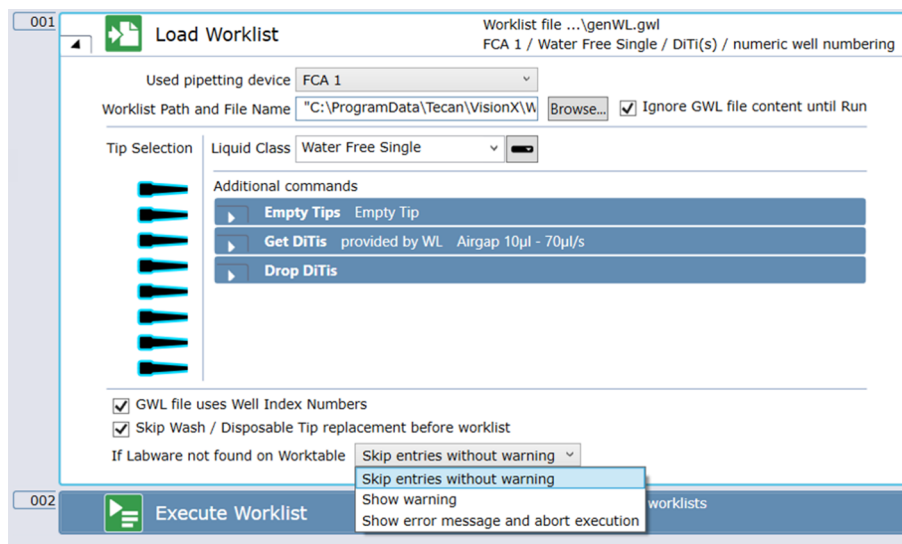 001
Load Worklist
Worklist file ...\genWL.gwl
FCA 1 / Water Free Single / DiTi(s) / numeric well numbering
Used pipetting device FCA 1
Worklist Path and File Name "C:\ProgramData\Tecan\VisionX\W Browse... Ignore GWL file content until Run
Tip Selection Liquid Class Water Free Single
Additional commands
Empty Tips Empty Tip
Get DiTis provided by WL Airgap 10µl - 70µl/s
Drop DiTis
GWL file uses Well Index Numbers
Skip Wash / Disposable Tip replacement before worklist
If Labware not found on Worktable Skip entries without warning
Skip entries without warning
Show warning
Show error message and abort execution
002
Execute Worklist
worklists